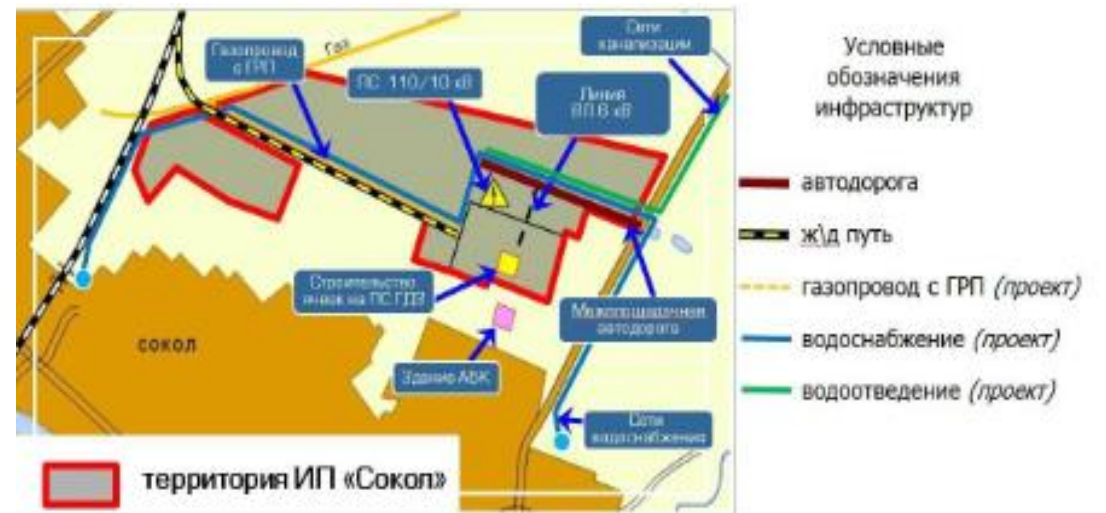 Сети
канализации
Газопровод
с ГРП
Газ
ПС 110/10 кВ
Линия
ВЛ 6 кВ
Строительство
ячеек на ПС ГДЗ
Межплощадочная
автодорога
сокол
Здание АБК
Сети
водоснабжения
территория ИП «Сокол»
Условные
обозначения
инфраструктур
автодорога
ж\д путь
газопровод с ГРП (проект)
водоснабжение (проект)
водоотведение (проект)